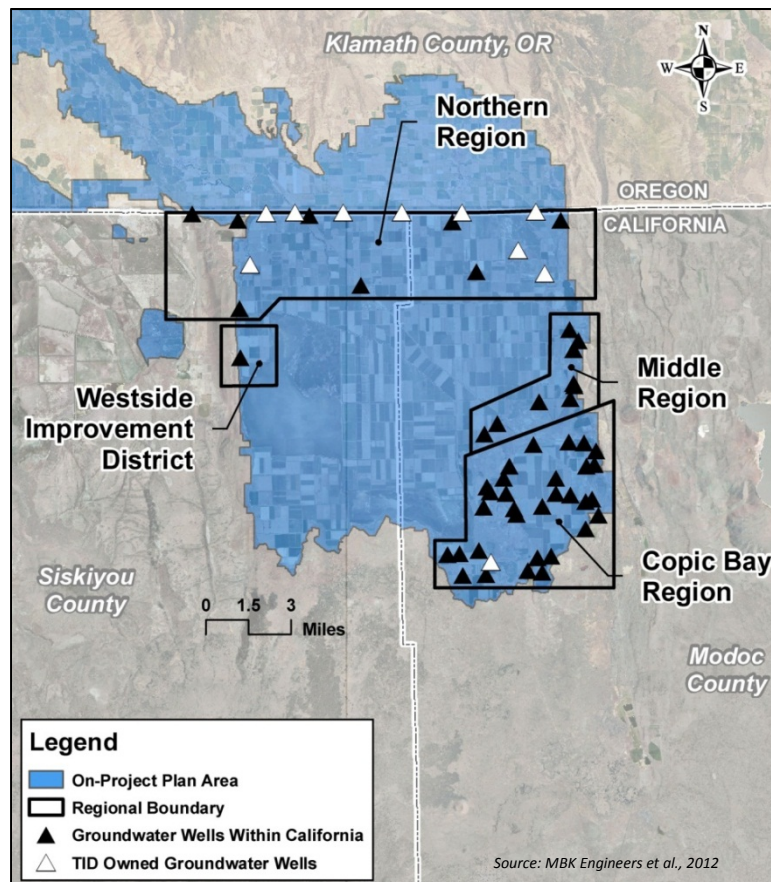 Klamath County, OR
N
W E
S
Northern
Region
OREGON
CALIFORNIA
Middle
Region
Westside
Improvement
District
Copic Bay
Region
Siskiyou
County
0 1.5 3
Miles
Modoc
County
Legend
On-Project Plan Area
Regional Boundary
Groundwater Wells Within California
TID Owned Groundwater Wells
Source: MBK Engineers et al., 2012